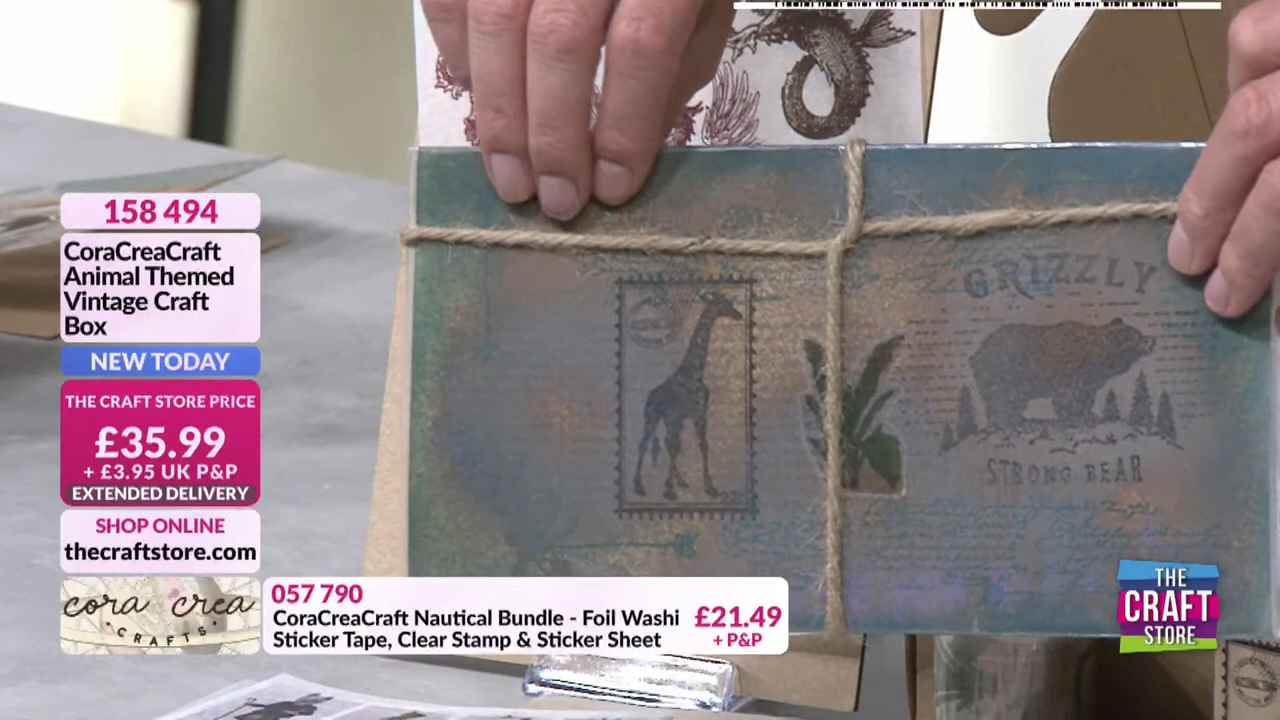 158 494
CoraCreaCraft
Animal Themed
Vintage Craft
Box
NEW TODAY
THE CRAFT STORE PRICE
£35.99
+ £3.95 UK P&P
EXTENDED DELIVERY
SHOP ONLINE
thecraftstore.com
cora crea
CRAFTS
057 790
CoraCreaCraft Nautical Bundle - Foil Washi
Sticker Tape, Clear Stamp & Sticker Sheet
£21.49
+ P&P
GRIZZLY
STRONG BEAR
THE
CRAFT
STORE